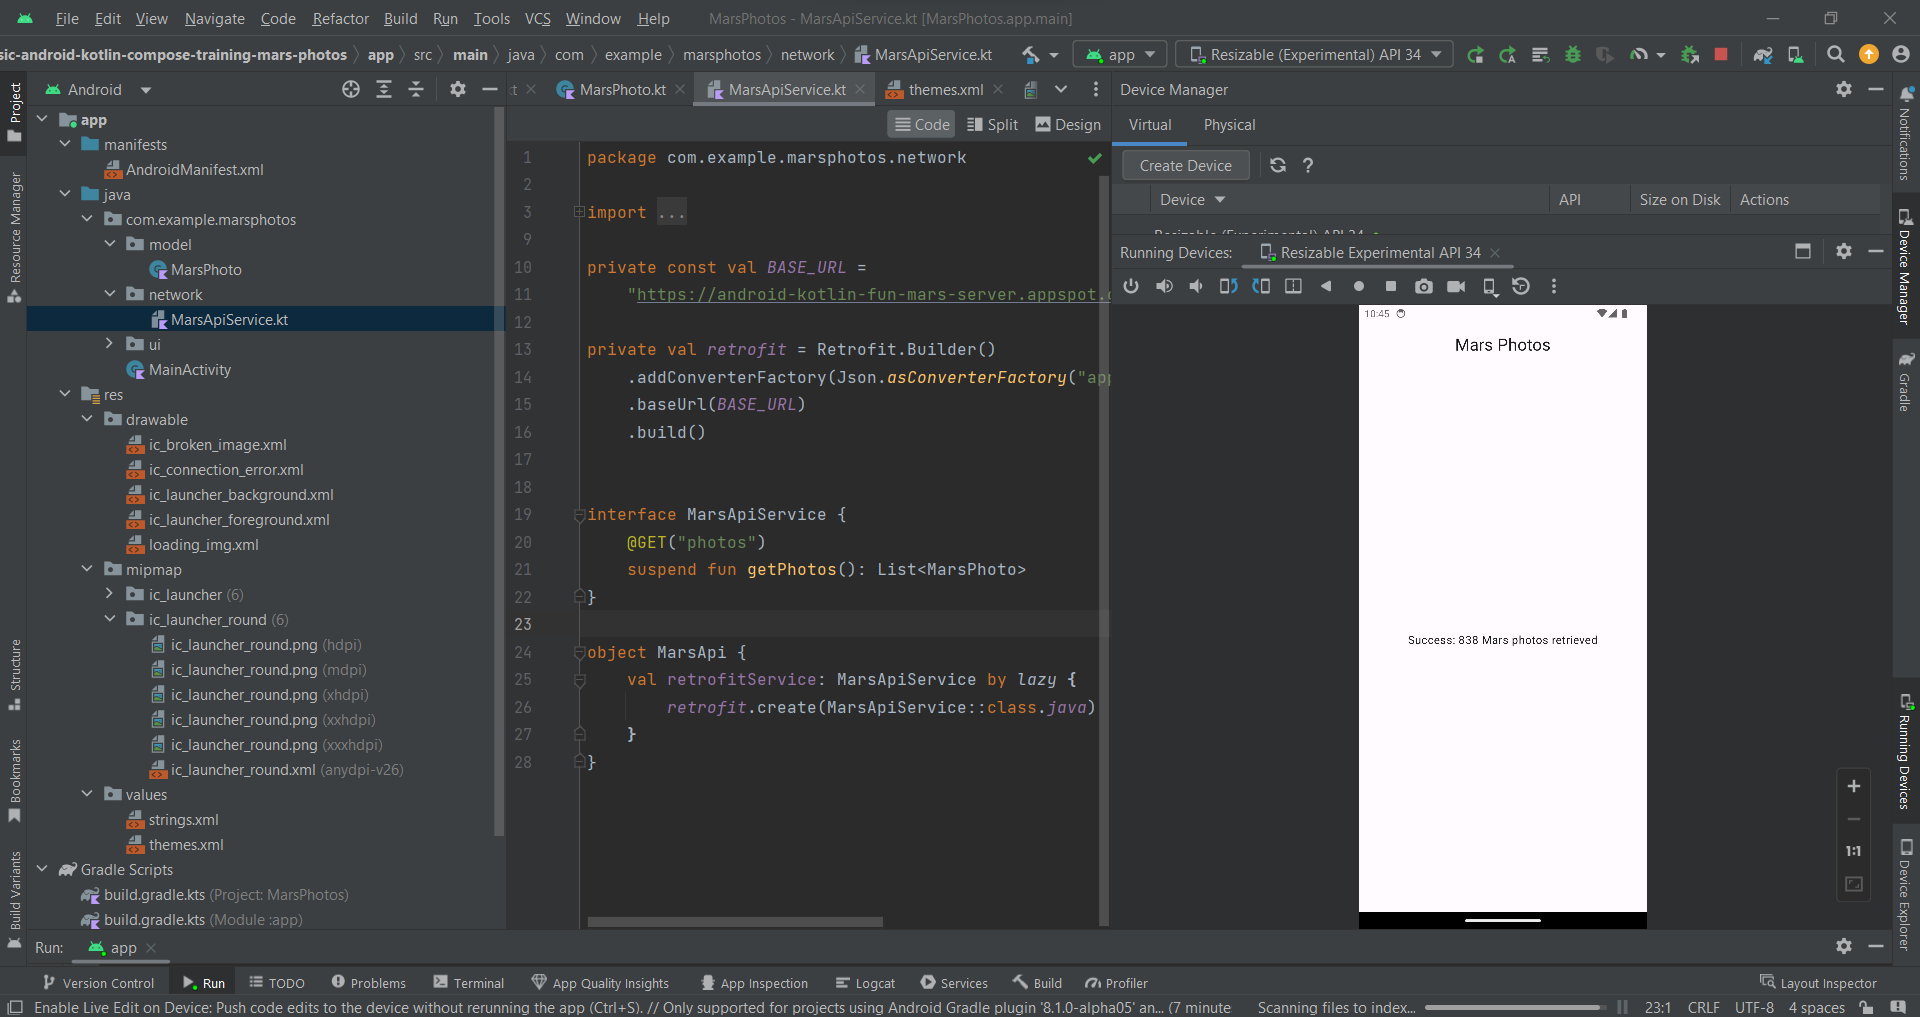 File Edit View Navigate Code Refactor Build Run Tools VCS Window Help MarsPhotos - MarsApiService.kt [MarsPhotos.app.main]
sic-android-kotlin-compose-training-mars-photos app src main java com example marsphotos network MarsApiService.kt app Resizable (Experimental) API 34
Project
Resource Manager
Structure
Bookmarks
Build Variants
Android
app
manifests
AndroidManifest.xml
java
com.example.marsphotos
model
MarsPhoto
network
MarsApiService.kt
ui
MainActivity
res
drawable
ic_broken_image.xml
ic_connection_error.xml
ic_launcher_background.xml
ic_launcher_foreground.xml
loading_img.xml
mipmap
ic_launcher (6)
ic_launcher_round (6)
ic_launcher_round.png (hdpi)
ic_launcher_round.png (mdpi)
ic_launcher_round.png (xhdpi)
ic_launcher_round.png (xxhdpi)
ic_launcher_round.png (xxxhdpi)
ic_launcher_round.xml (anydpi-v26)
values
strings.xml
themes.xml
Gradle Scripts
build.gradle.kts (Project: MarsPhotos)
build.gradle.kts (Module :app)
MarsPhoto.kt MarsApiService.kt themes.xml
Code Split Design
1 package com.example.marsphotos.network
2
3 import ...
9
10 private const val BASE_URL =
11 "https://android-kotlin-fun-mars-server.appspot.
12
13 private val retrofit = Retrofit.Builder()
14 .addConverterFactory(Json.asConverterFactory("ap
15 .baseUrl(BASE_URL)
16 .build()
17
18
19 interface MarsApiService {
20 @GET("photos")
21 suspend fun getPhotos(): List<MarsPhoto>
22 }
23
24 object MarsApi {
25 val retrofitService: MarsApiService by lazy {
26 retrofit.create(MarsApiService::class.java)
27 }
28 }
Device Manager
Virtual Physical
Create Device ?
Device API Size on Disk Actions
Resizable (Experimental) API 34
Running Devices: Resizable Experimental API 34
10:45
Mars Photos
Success: 838 Mars photos retrieved
1:1
Notifications
Device Manager
Gradle
Running Devices
Device Explorer
Run: app
Version Control Run TODO Problems Terminal App Quality Insights App Inspection Logcat Services Build Profiler Layout Inspector
Enable Live Edit on Device: Push code edits to the device without rerunning the app (Ctrl+S). // Only supported for projects using Android Gradle plugin '8.1.0-alpha05' an... (7 minute Scanning files to index... 23:1 CRLF UTF-8 4 spaces